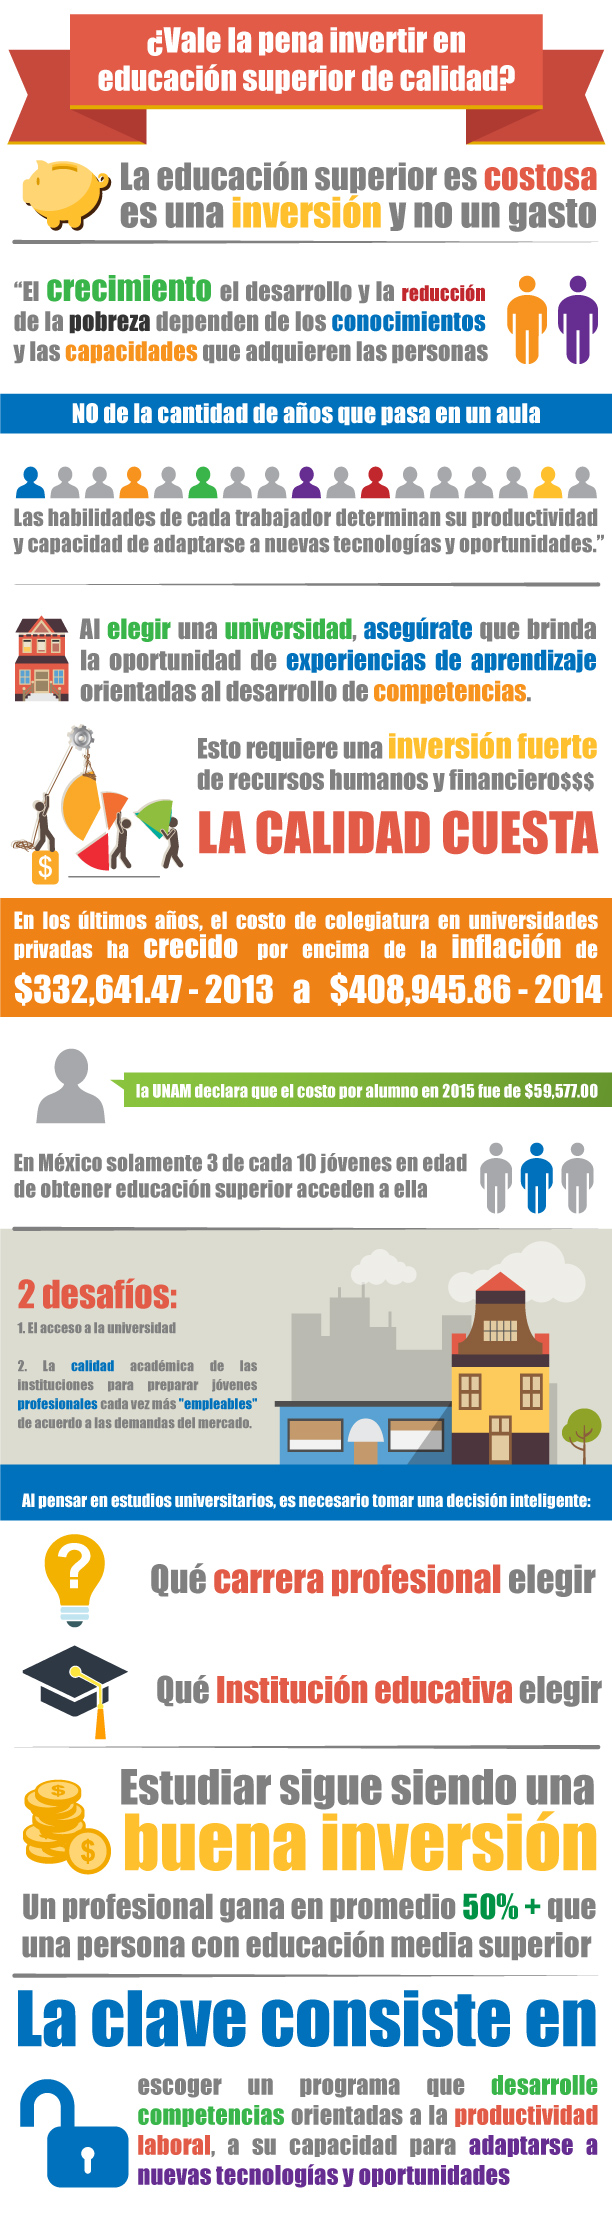 ¿Vale la pena invertir en
educación superior de calidad?
La educación superior es costosa
es una inversión y no un gasto
“El crecimiento el desarrollo y la reducción
de la pobreza dependen de los conocimientos
y las capacidades que adquieren las personas
NO de la cantidad de años que pasa en un aula
Las habilidades de cada trabajador determinan su productividad
y capacidad de adaptarse a nuevas tecnologías y oportunidades.”
Al elegir una universidad, asegúrate que brinda
la oportunidad de experiencias de aprendizaje
orientadas al desarrollo de competencias.
Esto requiere una inversión fuerte
de recursos humanos y financiero$$$
LA CALIDAD CUESTA
$
En los últimos años, el costo de colegiatura en universidades
privadas ha crecido por encima de la inflación de
$332,641.47 - 2013 a $408,945.86 - 2014
la UNAM declara que el costo por alumno en 2015 fue de $59,577.00
En México solamente 3 de cada 10 jóvenes en edad
de obtener educación superior acceden a ella
2 desafíos:
1. El acceso a la universidad
2. La calidad académica de las
instituciones para preparar jóvenes
profesionales cada vez más "empleables"
de acuerdo a las demandas del mercado.
Al pensar en estudios universitarios, es necesario tomar una decisión inteligente:
?
Qué carrera profesional elegir
Qué Institución educativa elegir
$
$
Estudiar sigue siendo una
buena inversión
Un profesional gana en promedio 50% + que
una persona con educación media superior
La clave consiste en
escoger un programa que desarrolle
competencias orientadas a la productividad
laboral, a su capacidad para adaptarse a
nuevas tecnologías y oportunidades